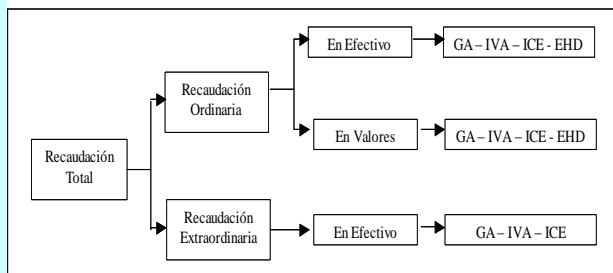 En Efectivo
GA – IVA – ICE - EHD
Recaudación
Ordinaria
En Valores
GA – IVA – ICE - EHD
Recaudación
Total
Recaudación
Extraordinaria
En Efectivo
GA – IVA – ICE